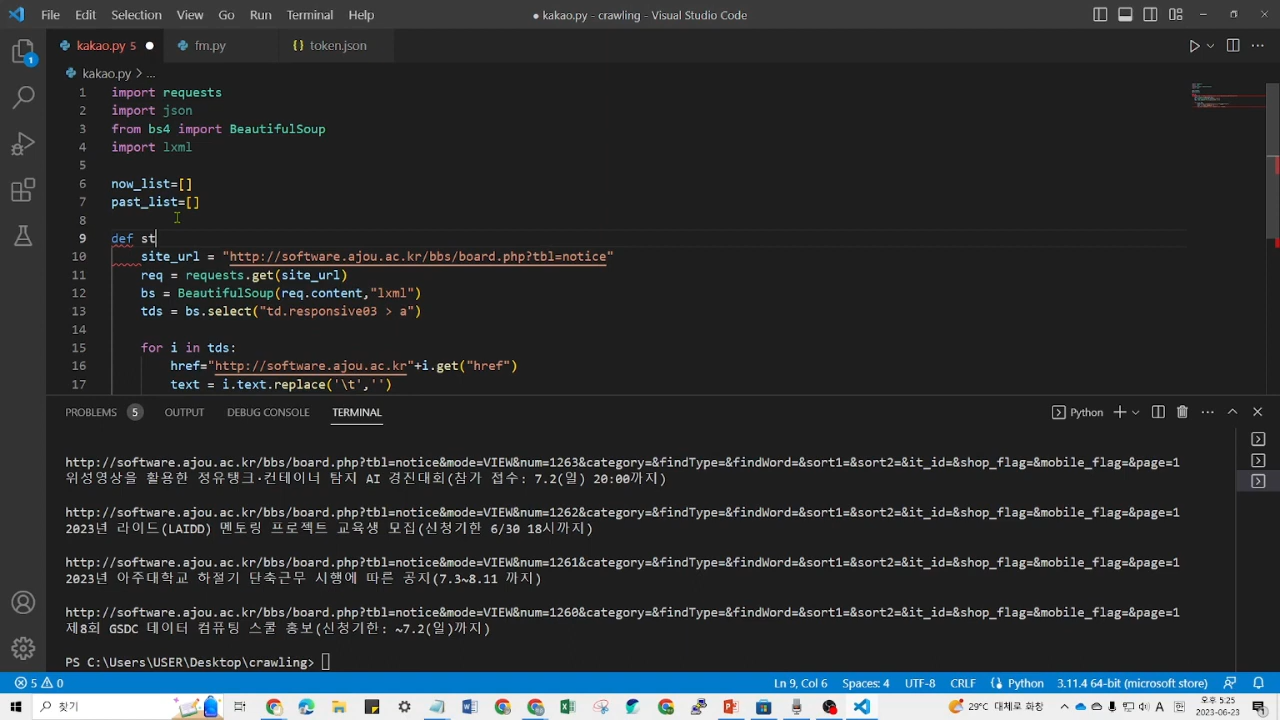 File Edit Selection View Go Run Terminal Help
● kakao.py - crawling - Visual Studio Code
kakao.py 5 ●
fm.py
{} token.json
kakao.py > ...
1 import requests
2 import json
3 from bs4 import BeautifulSoup
4 import lxml
5
6 now_list=[]
7 past_list=[]
8
9 def st
10 site_url = "http://software.ajou.ac.kr/bbs/board.php?tbl=notice"
11 req = requests.get(site_url)
12 bs = BeautifulSoup(req.content,"lxml")
13 tds = bs.select("td.responsive03 > a")
14
15 for i in tds:
16 href="http://software.ajou.ac.kr"+i.get("href")
17 text = i.text.replace('\t','')
1
PROBLEMS 5 OUTPUT DEBUG CONSOLE TERMINAL
Python
http://software.ajou.ac.kr/bbs/board.php?tbl=notice&mode=VIEW&num=1263&category=&findType=&findWord=&sort1=&sort2=&it_id=&shop_flag=&mobile_flag=&page=1
위성영상을 활용한 정유탱크·컨테이너 탐지 AI 경진대회(참가 접수: 7.2(일) 20:00까지)
http://software.ajou.ac.kr/bbs/board.php?tbl=notice&mode=VIEW&num=1262&category=&findType=&findWord=&sort1=&sort2=&it_id=&shop_flag=&mobile_flag=&page=1
2023년 라이드(LAIDD) 멘토링 프로젝트 교육생 모집(신청기한 6/30 18시까지)
http://software.ajou.ac.kr/bbs/board.php?tbl=notice&mode=VIEW&num=1261&category=&findType=&findWord=&sort1=&sort2=&it_id=&shop_flag=&mobile_flag=&page=1
2023년 아주대학교 하절기 단축근무 시행에 따른 공지(7.3~8.11 까지)
http://software.ajou.ac.kr/bbs/board.php?tbl=notice&mode=VIEW&num=1260&category=&findType=&findWord=&sort1=&sort2=&it_id=&shop_flag=&mobile_flag=&page=1
제8회 GSDC 데이터 컴퓨팅 스쿨 홍보(신청기한: ~7.2(일)까지)
PS C:\Users\USER\Desktop\crawling>
5 0
Ln 9, Col 6 Spaces: 4 UTF-8 CRLF {} Python 3.11.4 64-bit (microsoft store)
찾기
29°C 대체로 화창
A 한
오후 5:23
2023-06-23